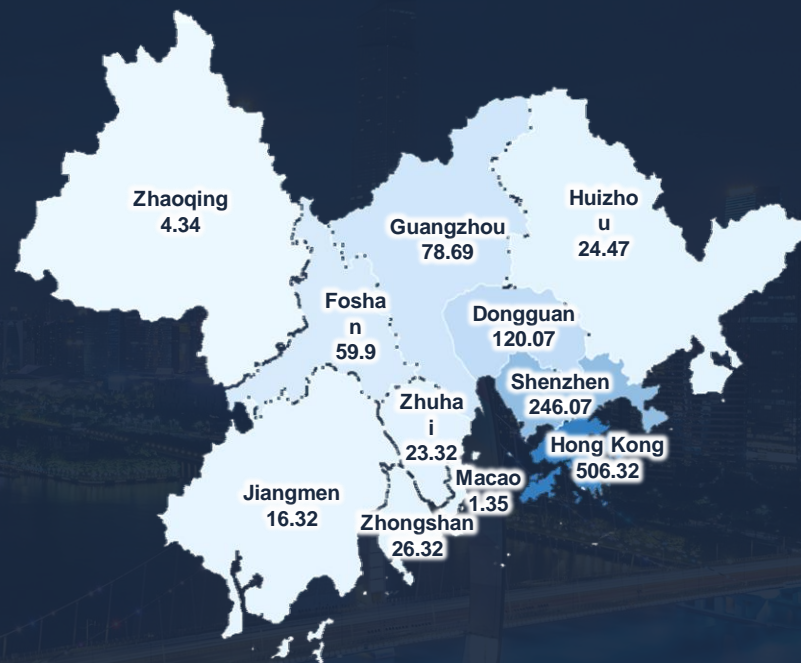 Zhaoqing
4.34
Guangzhou
78.69
Huizho
u
24.47
Fosha
n
59.9
Dongguan
120.07
Shenzhen
246.07
Zhuha
i
23.32
Hong Kong
506.32
Macao
1.35
Jiangmen
16.32
Zhongshan
26.32